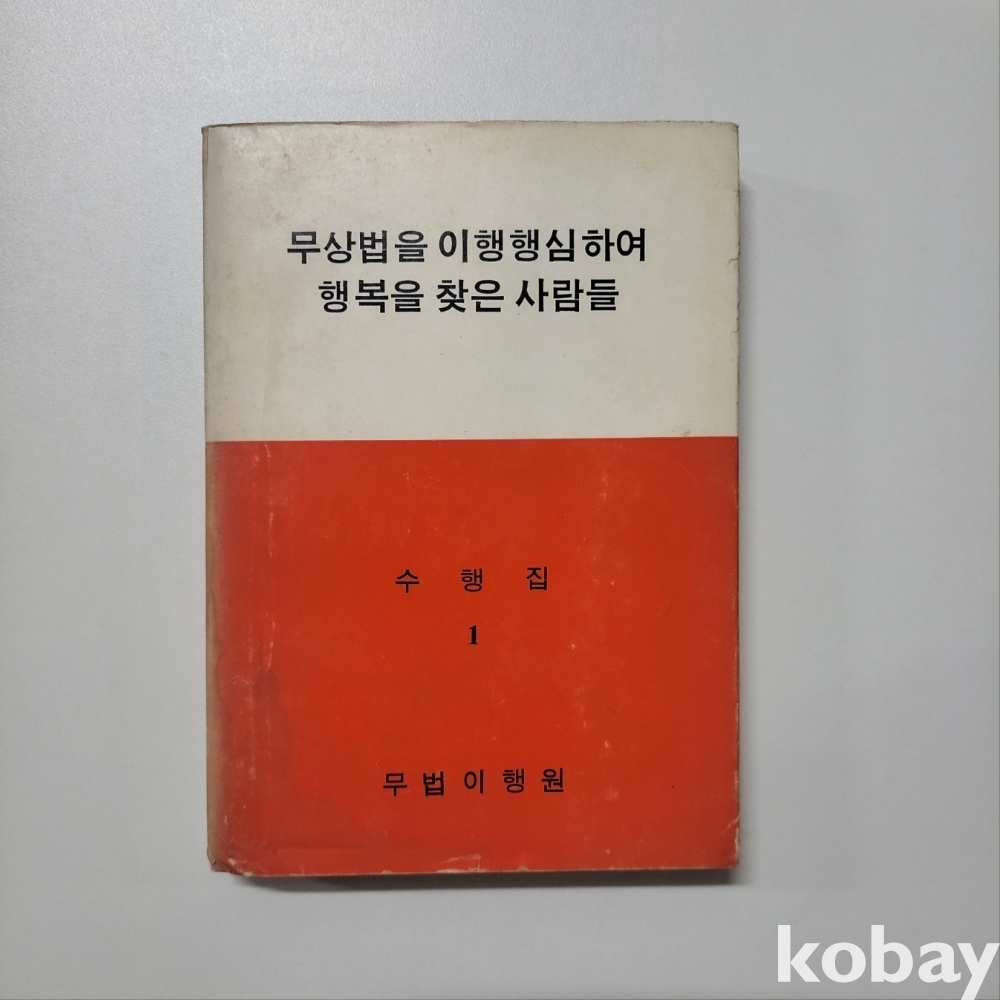 무상법을 이행행심하여
행복을 찾은 사람들
수 행 집
1
무법이행원
kobay